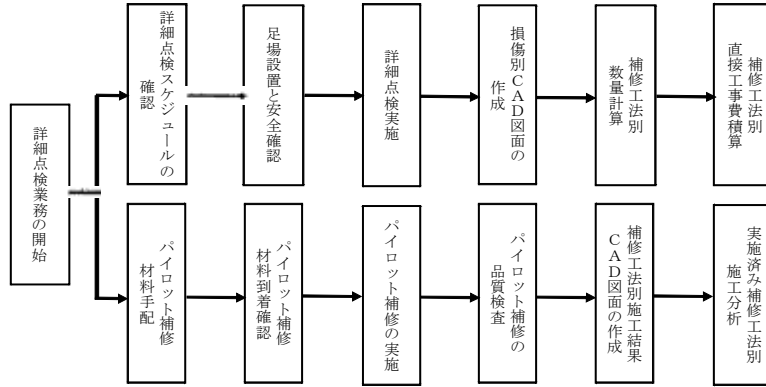 詳細点検業務の開始
詳細点検スケジュールの
確認
足場設置と安全確認
詳細点検実施
損傷別CAD図面の
作成
補修工法別
数量計算
補修工法別
直接工事費積算
パイロット補修
材料手配
パイロット補修
材料到着確認
パイロット補修の実施
パイロット補修の
品質検査
補修工法別施工結果
CAD図面の作成
実施済み補修工法別
施工分析